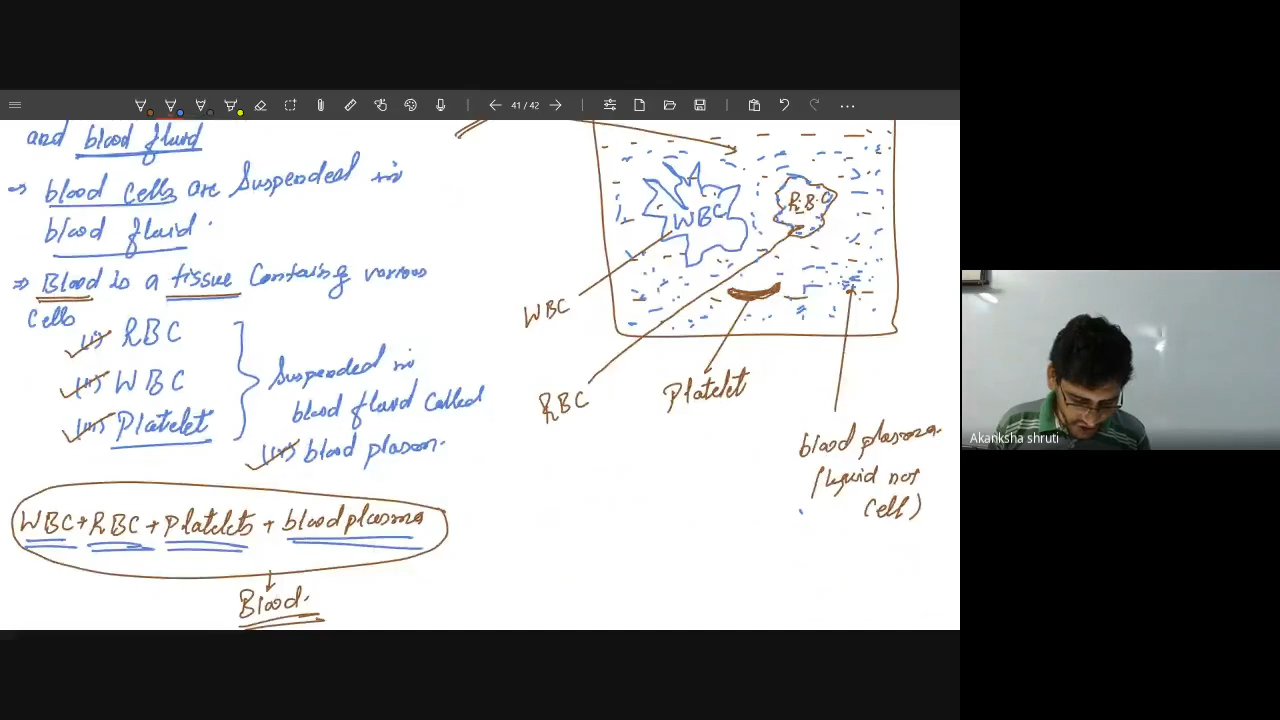 41 / 42
and blood fluid
⇒ blood cells are suspended in
blood fluid.
⇒ Blood is a tissue containing various
cells
(i) RBC
(ii) WBC
(iii) Platelet
suspended in
blood fluid called
(iv) blood plasm.
WBC + RBC + Platelets + blood plasma
Blood.
WBC
R.B.C
WBC
RBC
Platelet
blood plasma.
(liquid not
cell)
Akanksha shruti